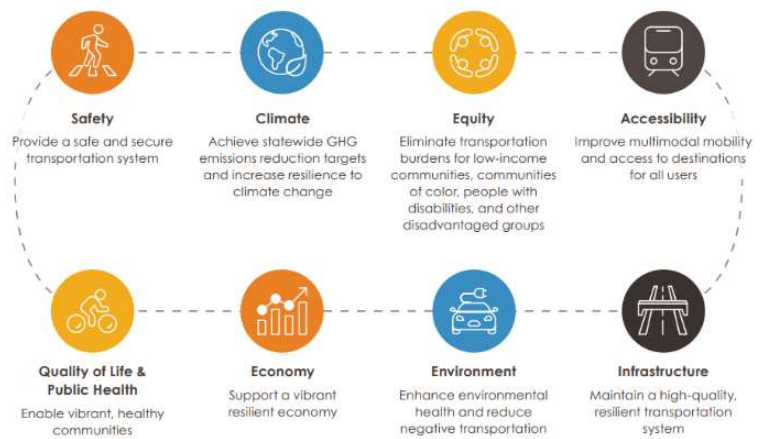 Safety
Provide a safe and secure
transportation system
Climate
Achieve statewide GHG
emissions reduction targets
and increase resilience to
climate change
Equity
Eliminate transportation
burdens for low-income
communities, communities
of color, people with
disabilities, and other
disadvantaged groups
Accessibility
Improve multimodal mobility
and access to destinations
for all users
Quality of Life &
Public Health
Enable vibrant, healthy
communities
Economy
Support a vibrant
resilient economy
Environment
Enhance environmental
health and reduce
negative transportation
Infrastructure
Maintain a high-quality,
resilient transportation
system